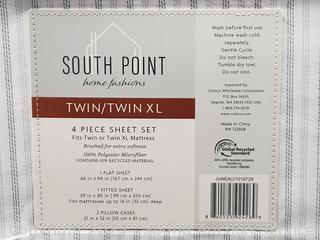 SOUTH POINT
home fashions
TWIN/TWIN XL
4 PIECE SHEET SET
Fits Twin or Twin XL Mattress
Brushed for extra softness
100% Polyester Microfiber
CONTAINS 50% RECYCLED MATERIAL
1 FLAT SHEET
66 in x 96 in (167 cm x 244 cm)
1 FITTED SHEET
39 in x 80 in (99 cm x 203 cm)
Fits mattresses up to 14 in (35 cm) deep
2 PILLOW CASES
21 in x 32 in (53 cm x 81 cm)
Wash before first use.
Machine wash cold,
separately;
Gentle Cycle;
Do not bleach;
Tumble dry low;
Do not iron.
Imported by:
Costco Wholesale Corporation
P.O. Box 34535
Seattle, WA 98124-1535 USA
1-800-774-2678
www.costco.com
Made in China
RN 122808
Global Recycled
Standard
JUNEAU/1019729